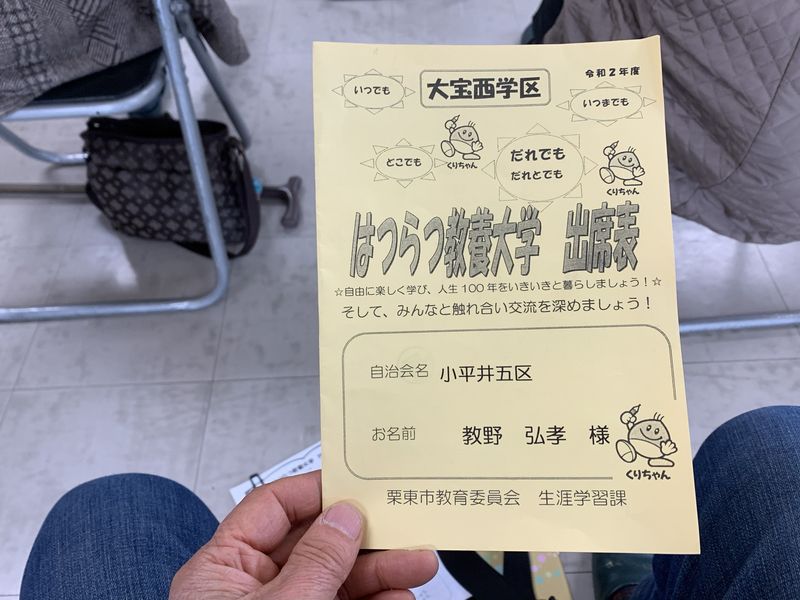 令和2年度
いつでも
大宝西学区
いつまでも
どこでも
くりちゃん
だれでも
だれとでも
くりちゃん
はつらつ教養大学 出席表
☆自由に楽しく学び、人生100年をいきいきと暮らしましょう!☆
そして、みんなと触れ合い交流を深めましょう!
自治会名 小平井五区
お名前 教野 弘孝 様
くりちゃん
栗東市教育委員会 生涯学習課